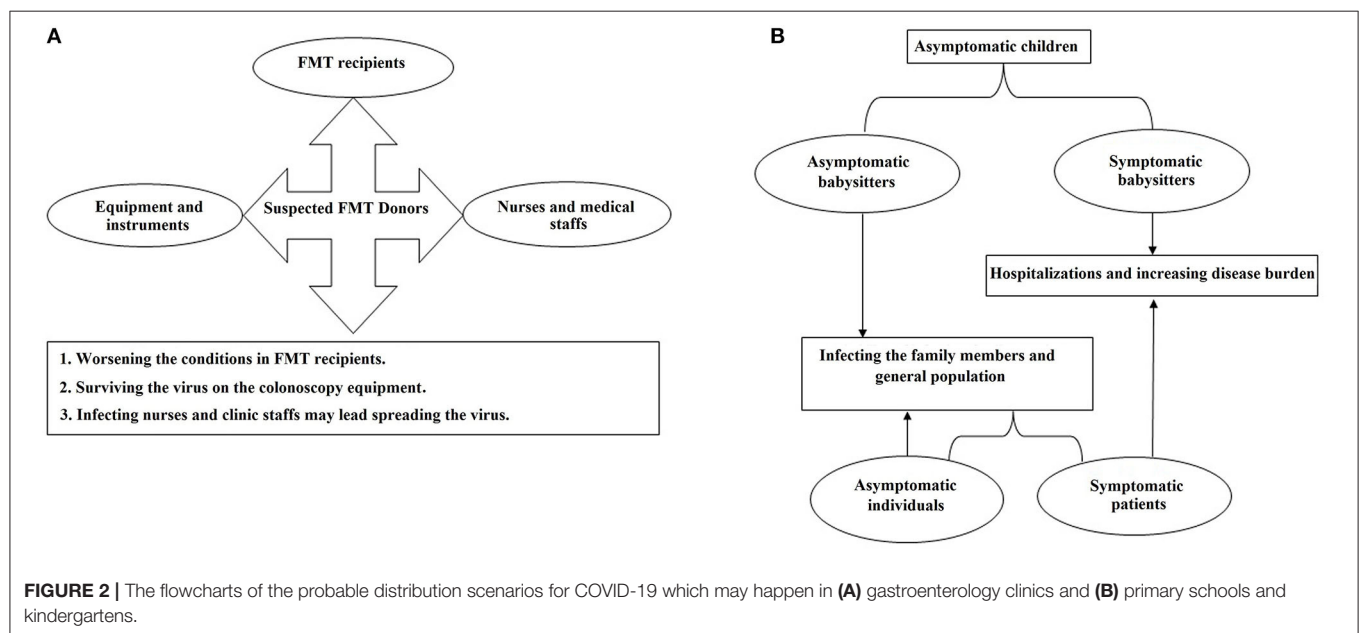 A
FMT recipients
Equipment and
instruments
Suspected FMT Donors
Nurses and medical
staffs
1. Worsening the conditions in FMT recipients.
2. Surviving the virus on the colonoscopy equipment.
3. Infecting nurses and clinic staffs may lead spreading the virus.
B
Asymptomatic children
Asymptomatic
babysitters
Symptomatic
babysitters
Hospitalizations and increasing disease burden
Infecting the family members and
general population
Asymptomatic
individuals
Symptomatic
patients
FIGURE 2 | The flowcharts of the probable distribution scenarios for COVID-19 which may happen in (A) gastroenterology clinics and (B) primary schools and
kindergartens.